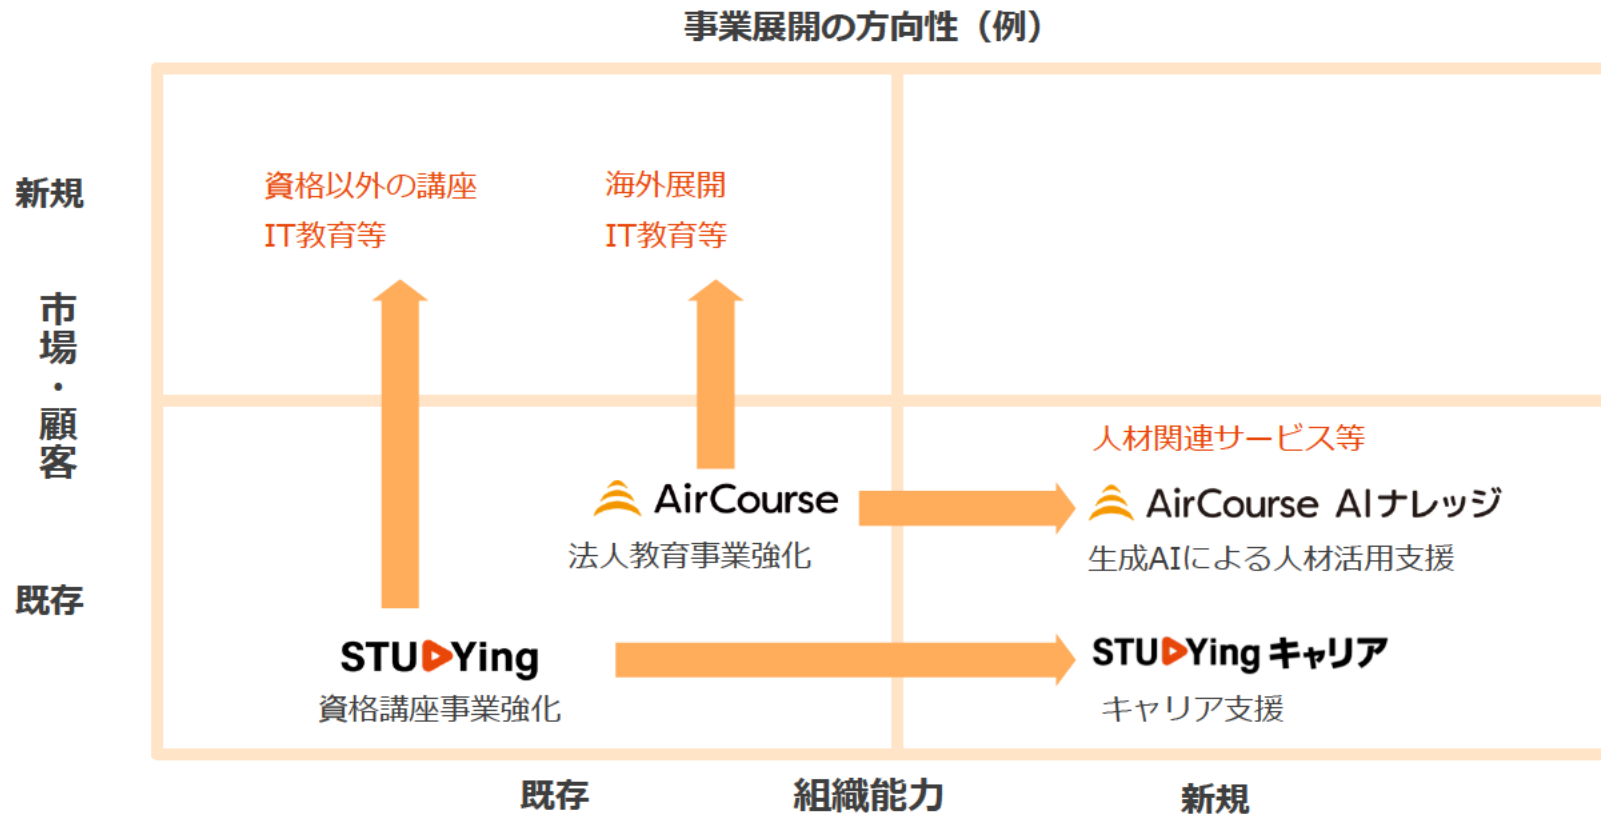 事業展開の方向性（例）
新規
資格以外の講座
IT教育等
海外展開
IT教育等
市場・顧客
人材関連サービス等
AirCourse
AirCourse AIナレッジ
法人教育事業強化
生成AIによる人材活用支援
既存
STUDYing
STUDYing キャリア
資格講座事業強化
キャリア支援
既存
組織能力
新規